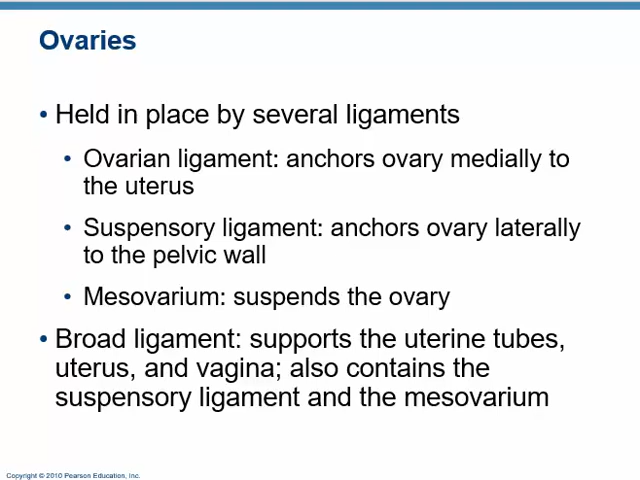 Ovaries
• Held in place by several ligaments
• Ovarian ligament: anchors ovary medially to
the uterus
• Suspensory ligament: anchors ovary laterally
to the pelvic wall
• Mesovarium: suspends the ovary
• Broad ligament: supports the uterine tubes,
uterus, and vagina; also contains the
suspensory ligament and the mesovarium
Copyright © 2010 Pearson Education, Inc.